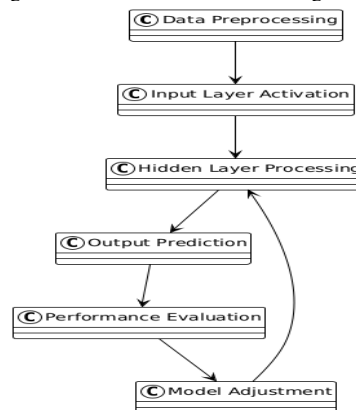 C Data Preprocessing
C Input Layer Activation
C Hidden Layer Processing
C Output Prediction
C Performance Evaluation
C Model Adjustment